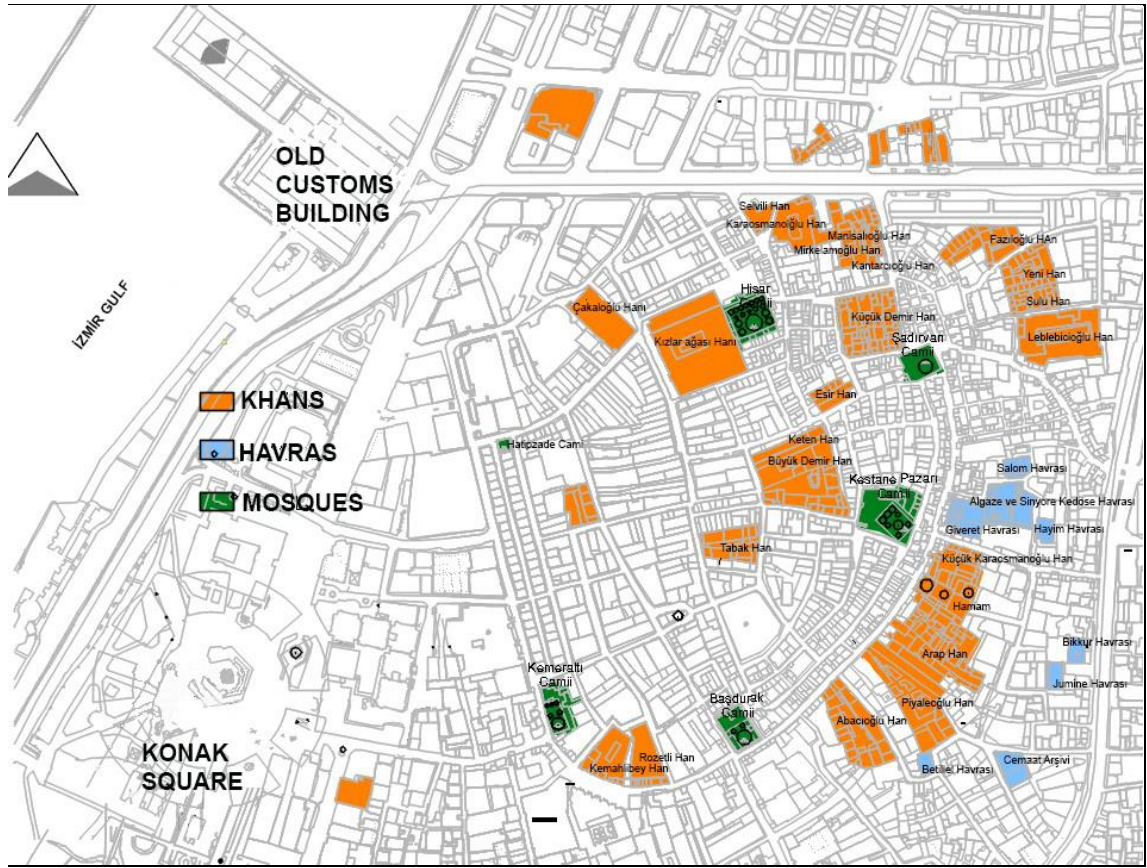 OLD
CUSTOMS
BUILDING
İZMİR GULF
KHANS
HAVRAS
MOSQUES
KONAK
SQUARE
Selvili Han
Karaosmanoğlu Han
Manisalıoğlu Han
Mirkelamoğlu Han
Kantarcıoğlu Han
Fazıloğlu HAn
Yeni Han
Sulu Han
Leblebicioğlu Han
Hisar
Camii
Çakaloğlu Hanı
Kızlar ağası Hanı
Küçük Demir Han
Şadırvan
Camii
Esir Han
Keten Han
Büyük Demir Han
Hatipzade Cami
Kestane Pazarı
Camii
Salom Havrası
Algaze ve Sinyore Kedose Havrası
Giveret Havrası
Hayim Havrası
Tabak Han
Küçük Karaosmanoğlu Han
Hamam
Arap Han
Bikkur Havrası
Jumine Havrası
Piyaleoğlu Han
Abacıoğlu Han
Betillel Havrası
Cemaat Arşivi
Kemeraltı
Camii
Başdurak
Camii
Rozetli Han
Kemahlıbey Han